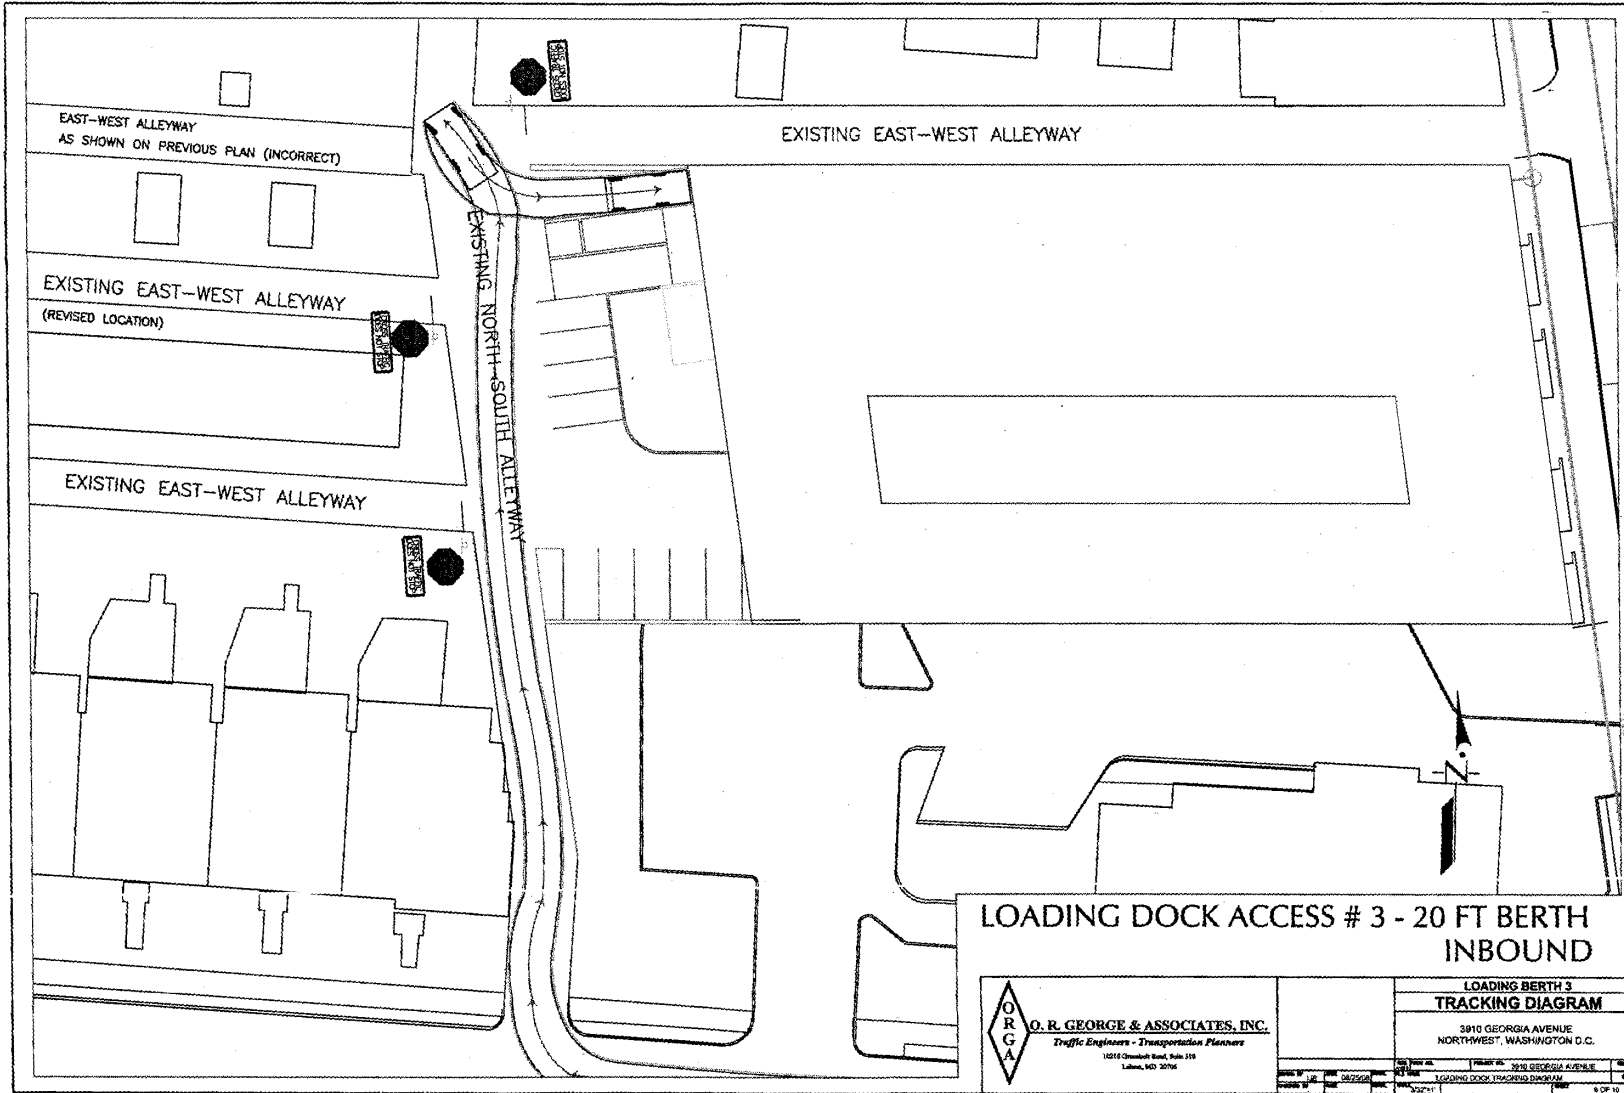 EAST-WEST ALLEYWAY
AS SHOWN ON PREVIOUS PLAN (INCORRECT)
EXISTING EAST-WEST ALLEYWAY
EXISTING EAST-WEST ALLEYWAY
(REVISED LOCATION)
EXISTING NORTH-SOUTH ALLEYWAY
EXISTING EAST-WEST ALLEYWAY
N
LOADING DOCK ACCESS # 3 - 20 FT BERTH
INBOUND
ORGA
O. R. GEORGE & ASSOCIATES, INC.
Traffic Engineers - Transportation Planners
LOADING BERTH 3
TRACKING DIAGRAM
3910 GEORGIA AVENUE
NORTHWEST, WASHINGTON D.C.
3910 GEORGIA AVENUE
LOADING DOCK TRACKING DIAGRAM